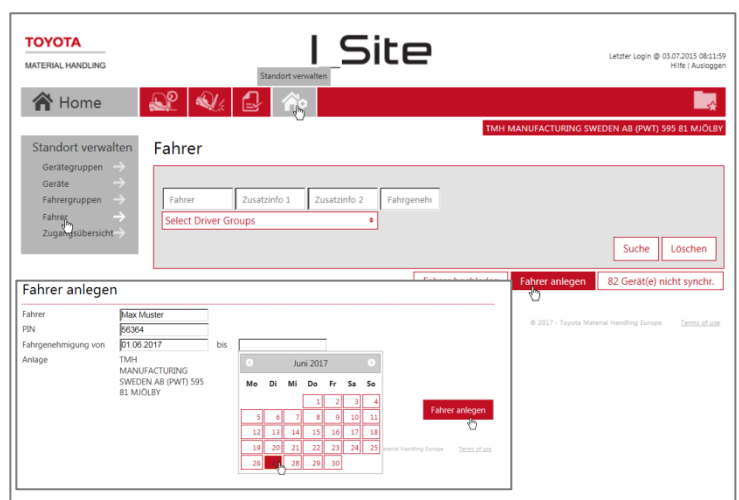 TOYOTA
MATERIAL HANDLING
I_Site
Letzter Login @ 03.07.2015 08:11:59
Hilfe | Ausloggen
Standort verwalten
Home
TMH MANUFACTURING SWEDEN AB (PWT) 595 81 MJÖLBY
Standort verwalten
Gerätegruppen
Geräte
Fahrergruppen
Fahrer
Zugangsübersicht
Fahrer
Fahrer
Zusatzinfo 1
Zusatzinfo 2
Fahrgenehm
Select Driver Groups
Suche
Löschen
Fahrer anlegen
82 Gerät(e) nicht synchr.
© 2017 - Toyota Material Handling Europe
Terms of use
Fahrer anlegen
Fahrer
Max Muster
PIN
56364
Fahrgenehmigung von
01.06.2017
bis
Anlage
TMH
MANUFACTURING
SWEDEN AB (PWT) 595
81 MJÖLBY
Juni 2017
Mo Di Mi Do Fr Sa So
1 2 3 4
5 6 7 8 9 10 11
12 13 14 15 16 17 18
19 20 21 22 23 24 25
26 28 29 30
Fahrer anlegen
Material Handling Europe
Terms of use